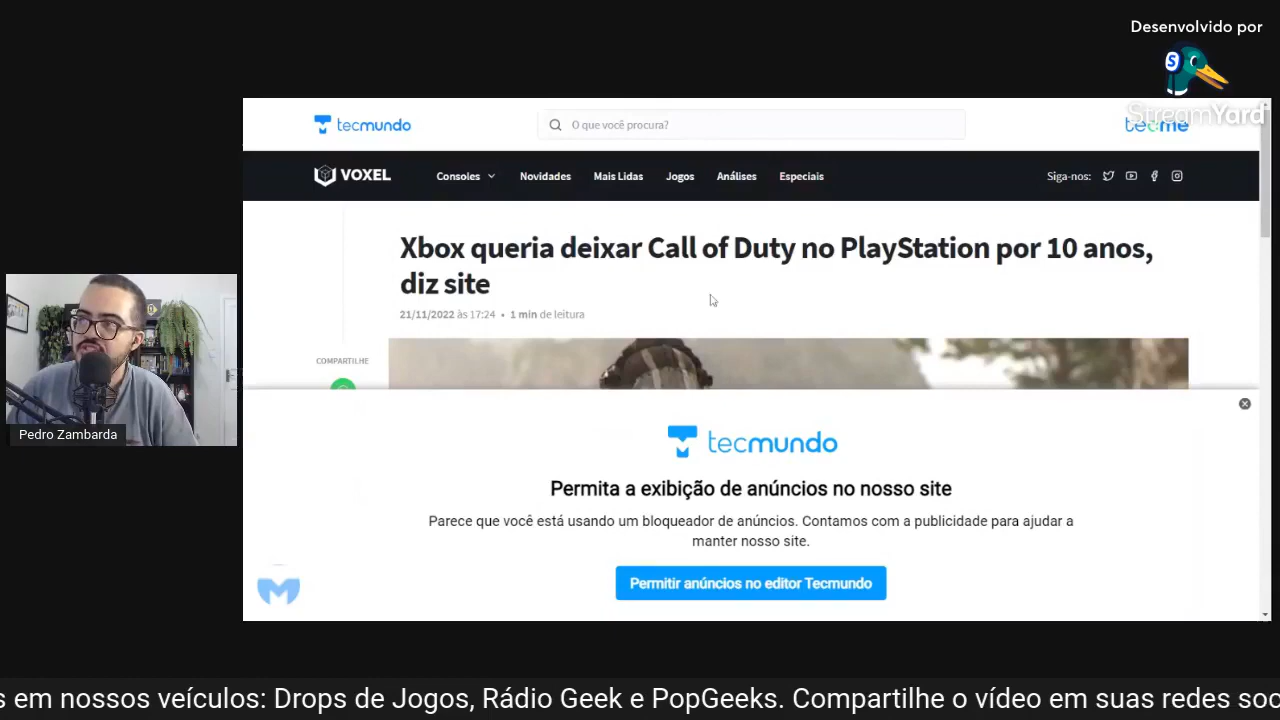 Desenvolvido por
StreamYard
tecmundo
O que você procura?
VOXEL
Consoles
Novidades
Mais Lidas
Jogos
Análises
Especiais
Siga-nos:
Xbox queria deixar Call of Duty no PlayStation por 10 anos,
diz site
21/11/2022 às 17:24 • 1 min de leitura
COMPARTILHE
Pedro Zambarda
tecmundo
Permita a exibição de anúncios no nosso site
Parece que você está usando um bloqueador de anúncios. Contamos com a publicidade para ajudar a
manter nosso site.
Permitir anúncios no editor Tecmundo
s em nossos veículos: Drops de Jogos, Rádio Geek e PopGeeks. Compartilhe o vídeo em suas redes soc